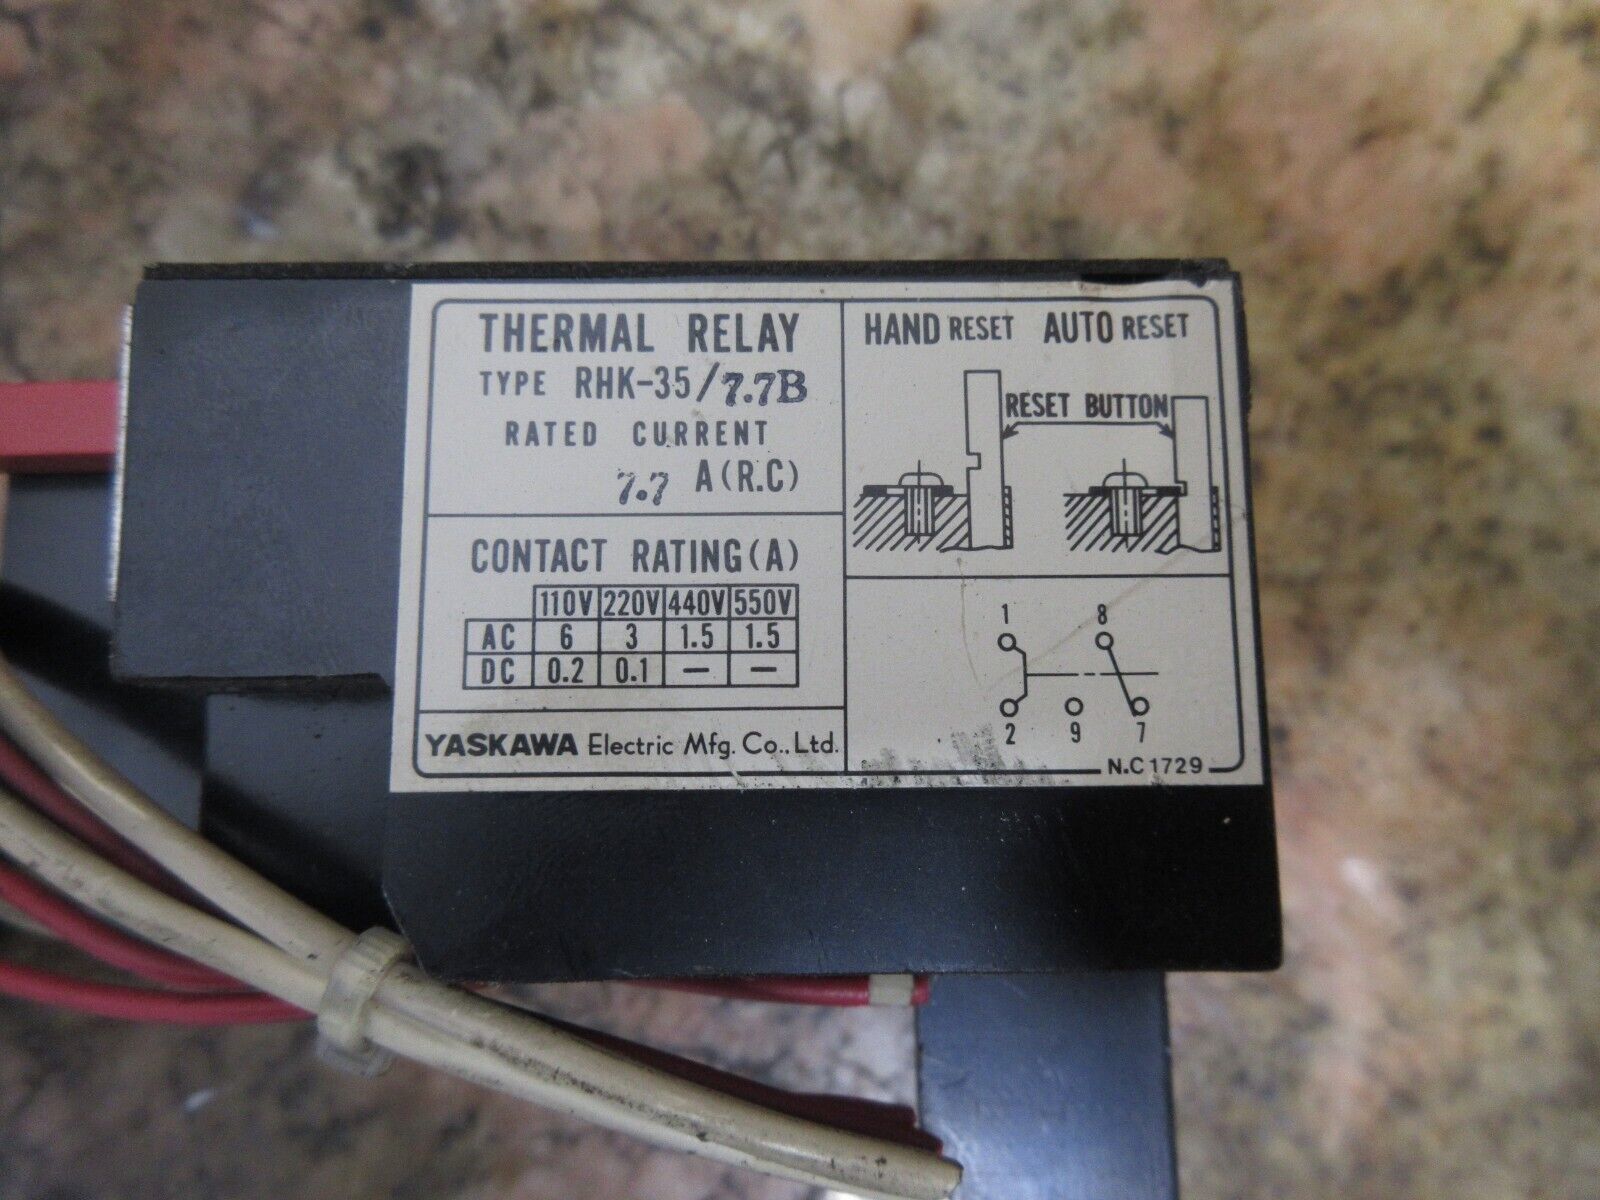 THERMAL RELAY
TYPE RHK-35/7.7B
RATED CURRENT
7.7 A(R.C)
CONTACT RATING(A)
110V 220V 440V 550V
AC 6 3 1.5 1.5
DC 0.2 0.1 — —
YASKAWA Electric Mfg. Co., Ltd.
HAND RESET AUTO RESET
RESET BUTTON
1 8
2 9 7
N.C1729